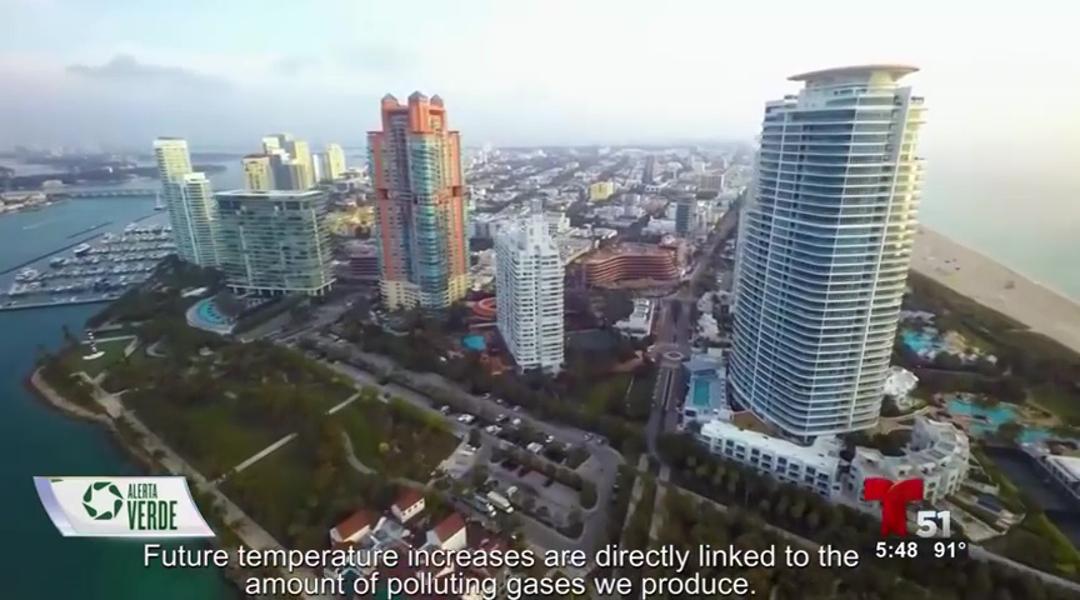 ALERTA
VERDE
51
5:48 91°
Future temperature increases are directly linked to the
amount of polluting gases we produce.